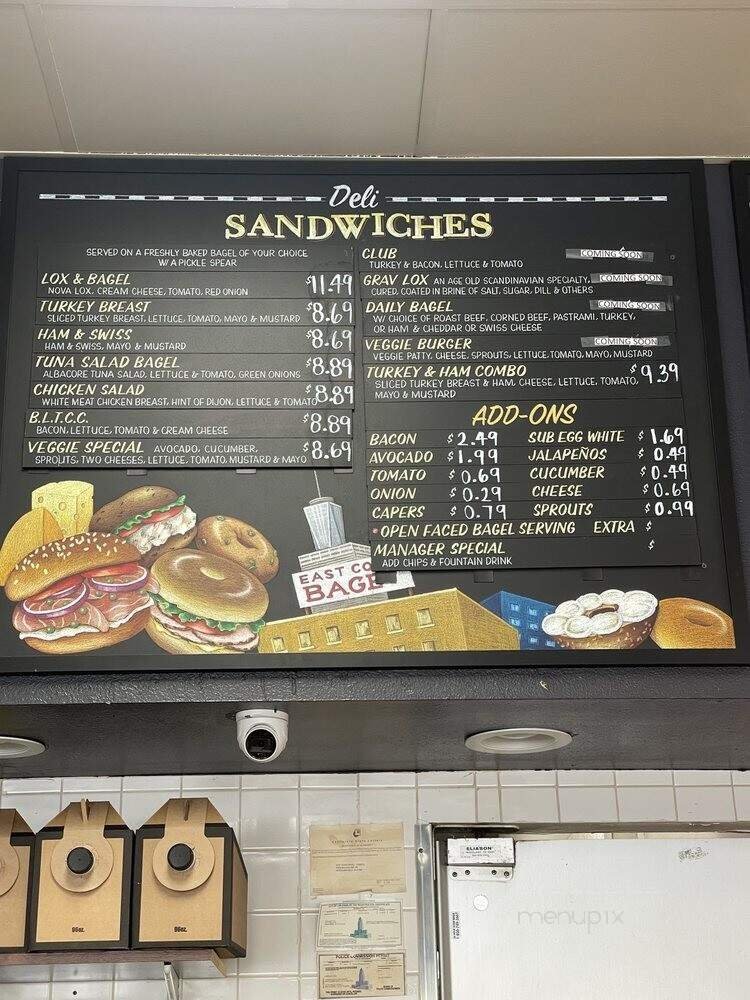 Deli
SANDWICHES
SERVED ON A FRESHLY BAKED BAGEL OF YOUR CHOICE
W/ A PICKLE SPEAR
LOX & BAGEL $11.49
NOVA LOX, CREAM CHEESE, TOMATO, RED ONION
TURKEY BREAST $8.69
SLICED TURKEY BREAST, LETTUCE, TOMATO, MAYO & MUSTARD
HAM & SWISS $8.69
HAM & SWISS, MAYO & MUSTARD
TUNA SALAD BAGEL $8.89
ALBACORE TUNA SALAD, LETTUCE & TOMATO, GREEN ONIONS
CHICKEN SALAD $8.89
WHITE MEAT CHICKEN BREAST, HINT OF DIJON, LETTUCE & TOMATO
B.L.T.C.C. $8.89
BACON, LETTUCE, TOMATO & CREAM CHEESE
VEGGIE SPECIAL AVOCADO, CUCUMBER, $8.69
SPROUTS, TWO CHEESES, LETTUCE, TOMATO, MUSTARD & MAYO
CLUB COMING SOON
TURKEY & BACON, LETTUCE & TOMATO
GRAV LOX AN AGE OLD SCANDINAVIAN SPECIALTY, COMING SOON
CURED, COATED IN BRINE OF SALT, SUGAR, DILL & OTHERS
DAILY BAGEL COMING SOON
W/ CHOICE OF ROAST BEEF, CORNED BEEF, PASTRAMI, TURKEY,
OR HAM & CHEDDAR OR SWISS CHEESE
VEGGIE BURGER COMING SOON
VEGGIE PATTY, CHEESE, SPROUTS, LETTUCE, TOMATO, MAYO, MUSTARD
TURKEY & HAM COMBO $9.39
SLICED TURKEY BREAST & HAM, CHEESE, LETTUCE, TOMATO,
MAYO & MUSTARD
ADD-ONS
BACON $2.49 SUB EGG WHITE $1.69
AVOCADO $1.99 JALAPEÑOS $0.49
TOMATO $0.69 CUCUMBER $0.49
ONION $0.29 CHEESE $0.69
CAPERS $0.79 SPROUTS $0.99
• OPEN FACED BAGEL SERVING EXTRA $
MANAGER SPECIAL $
ADD CHIPS & FOUNTAIN DRINK
EAST CO
BAGE
96oz.
96oz.
ELIASON
menupix